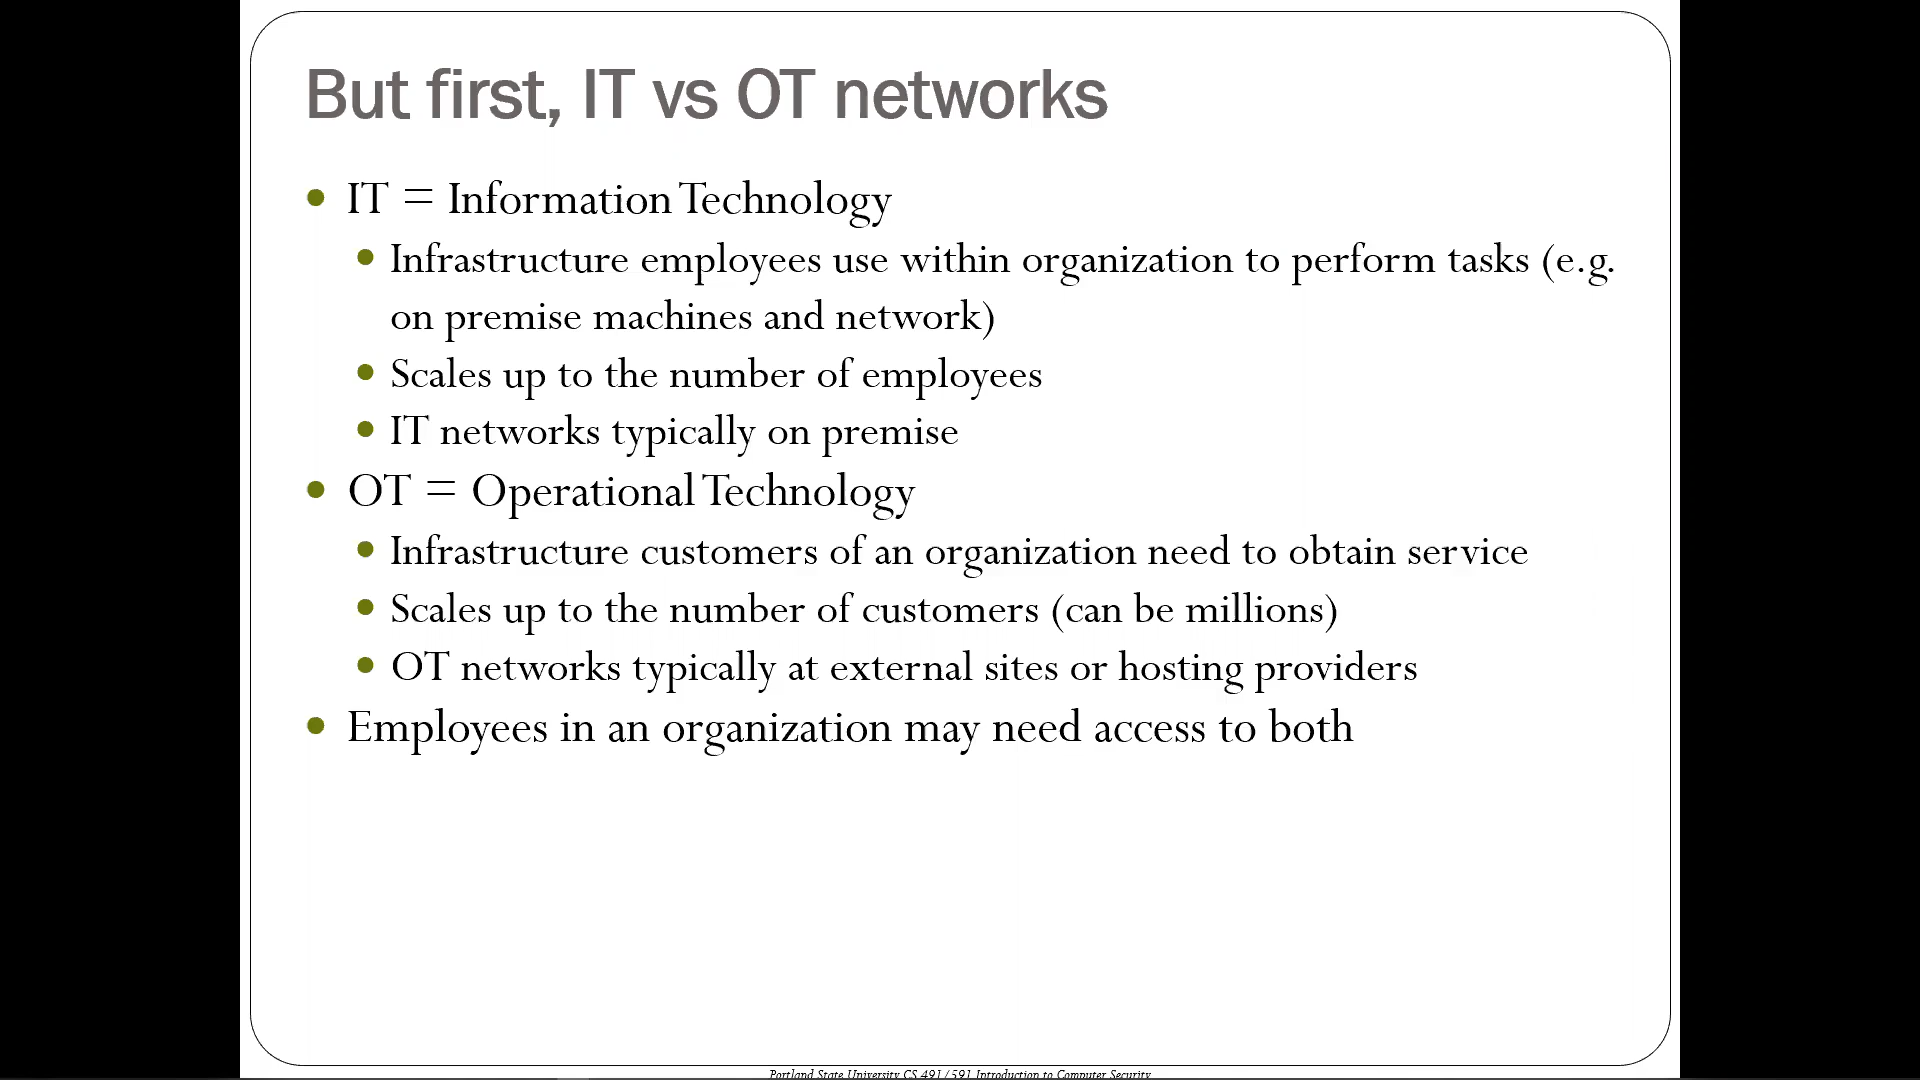 But first, IT vs OT networks
• IT = Information Technology
• Infrastructure employees use within organization to perform tasks (e.g.
on premise machines and network)
• Scales up to the number of employees
• IT networks typically on premise
• OT = Operational Technology
• Infrastructure customers of an organization need to obtain service
• Scales up to the number of customers (can be millions)
• OT networks typically at external sites or hosting providers
• Employees in an organization may need access to both
Portland State University CS 491/591 Introduction to Computer Security